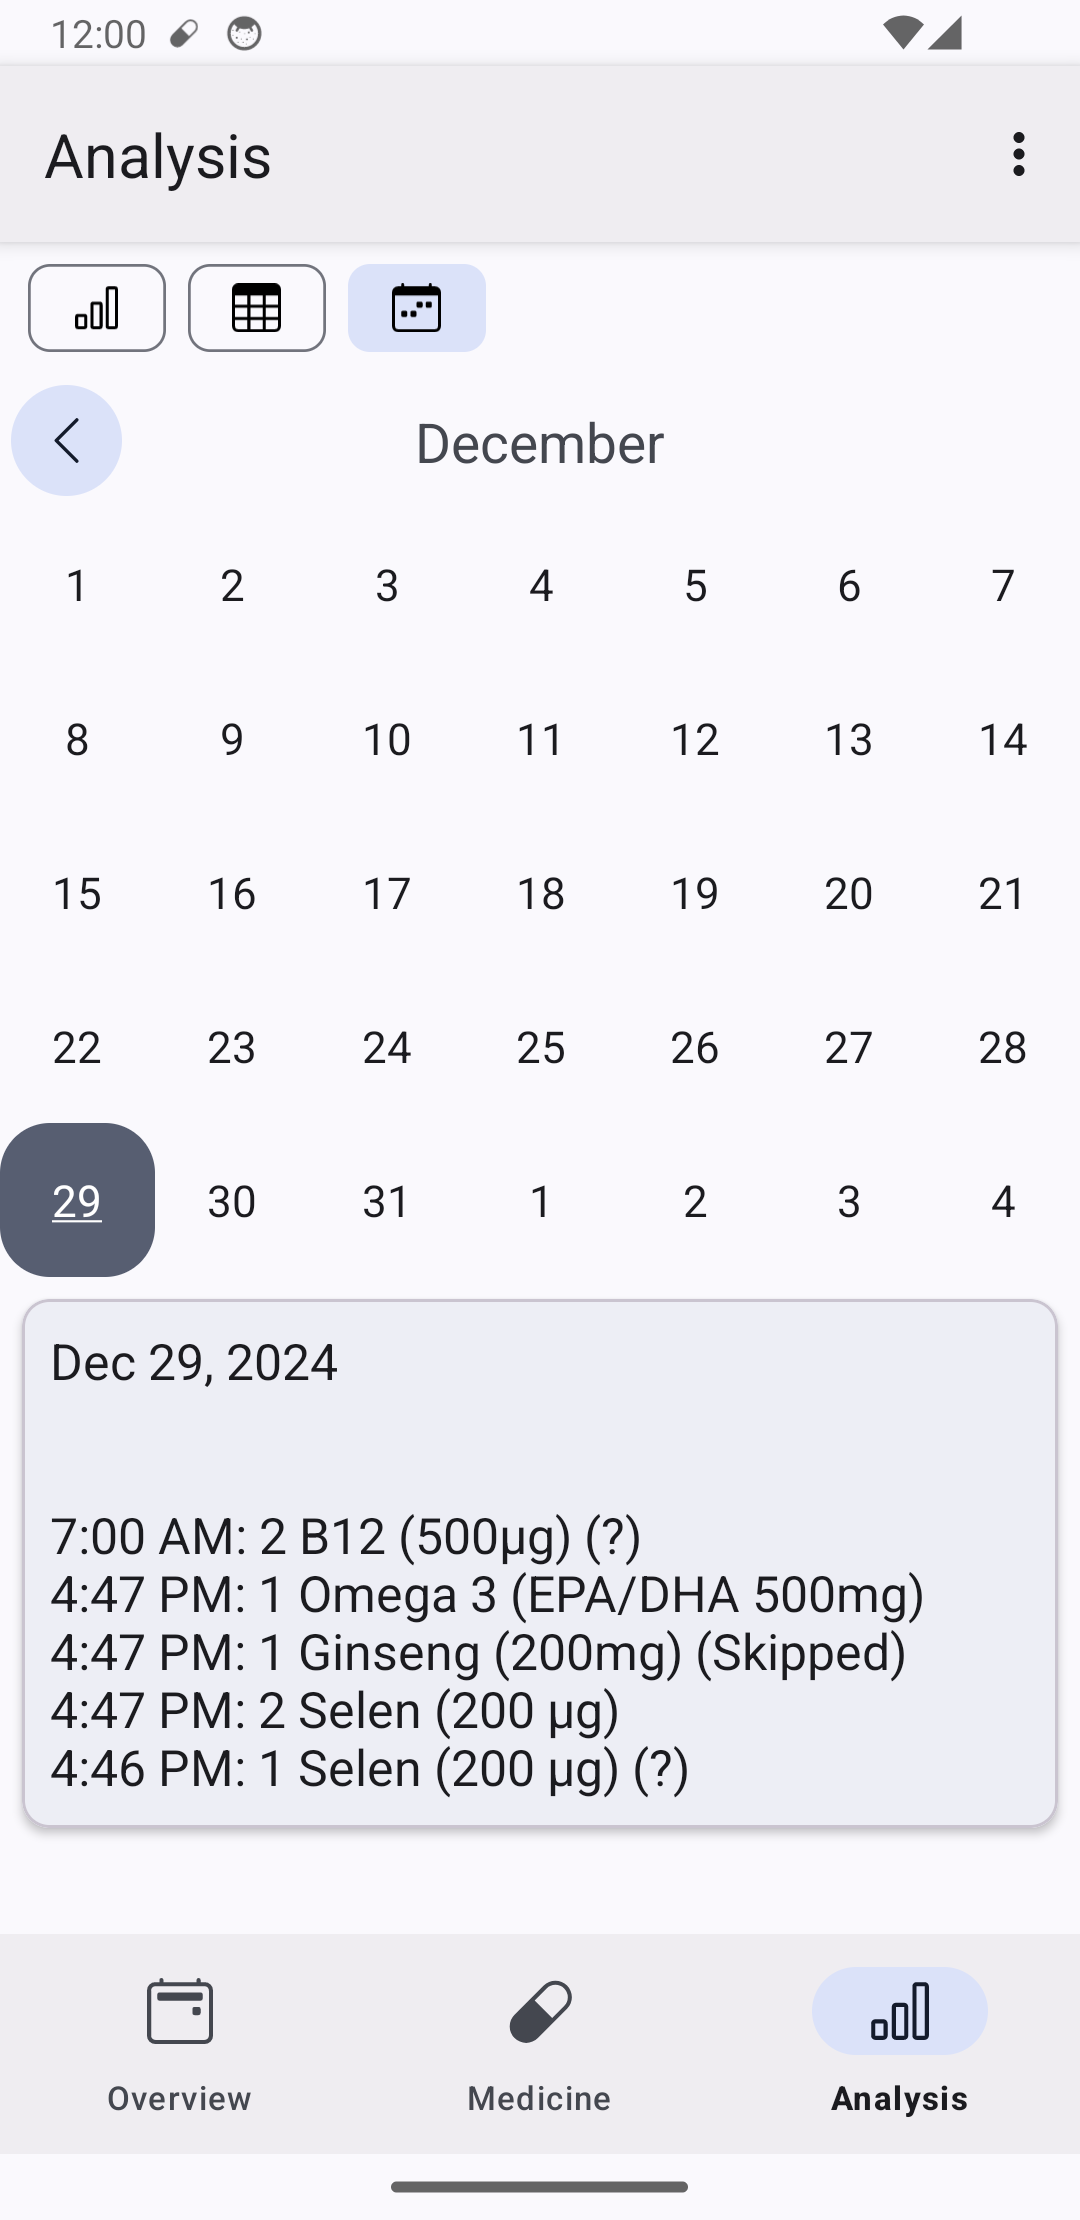 12:00
Analysis
December
1 2 3 4 5 6 7
8 9 10 11 12 13 14
15 16 17 18 19 20 21
22 23 24 25 26 27 28
29 30 31 1 2 3 4
Dec 29, 2024
7:00 AM: 2 B12 (500µg) (?)
4:47 PM: 1 Omega 3 (EPA/DHA 500mg)
4:47 PM: 1 Ginseng (200mg) (Skipped)
4:47 PM: 2 Selen (200 µg)
4:46 PM: 1 Selen (200 µg) (?)
Overview Medicine Analysis